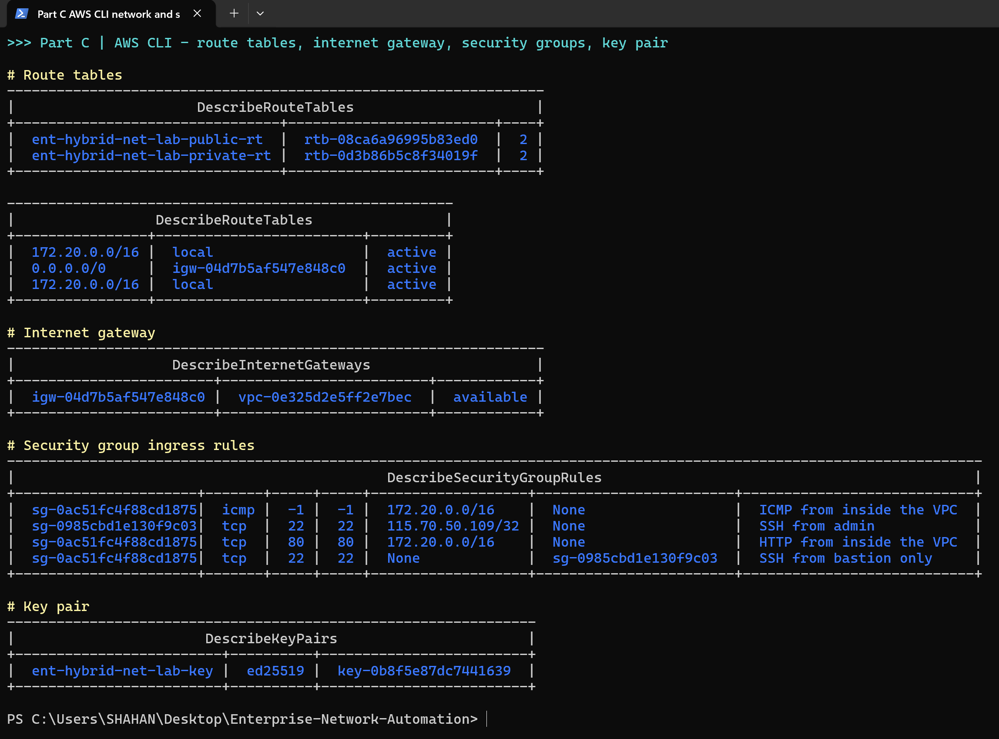 Part C AWS CLI network and s
>>> Part C | AWS CLI - route tables, internet gateway, security groups, key pair
# Route tables
-----------------------------------------------------------------
|                      DescribeRouteTables                      |
+---------------------------------+-------------------------+----+
|  ent-hybrid-net-lab-public-rt  |  rtb-08ca6a96995b83ed0  |  2 |
|  ent-hybrid-net-lab-private-rt |  rtb-0d3b86b5c8f34019f  |  2 |
+---------------------------------+-------------------------+----+
------------------------------------------------------
|                 DescribeRouteTables                |
+----------------+-------------------------+---------+
|  172.20.0.0/16 |  local                  |  active |
|  0.0.0.0/0     |  igw-04d7b5af547e848c0  |  active |
|  172.20.0.0/16 |  local                  |  active |
+----------------+-------------------------+---------+
# Internet gateway
-----------------------------------------------------------------
|                   DescribeInternetGateways                    |
+------------------------+-------------------------+------------+
|  igw-04d7b5af547e848c0 |  vpc-0e325d2e5ff2e7bec  |  available |
+------------------------+-------------------------+------------+
# Security group ingress rules
----------------------------------------------------------------------------------------------------------------------
|                                             DescribeSecurityGroupRules                                             |
+----------------------+-------+-----+-----+-------------------+------------------------+----------------------------+
|  sg-0ac51fc4f88cd1875|  icmp |  -1 |  -1 |  172.20.0.0/16    |  None                  |  ICMP from inside the VPC  |
|  sg-0985cbd1e130f9c03|  tcp  |  22 |  22 |  115.70.50.109/32 |  None                  |  SSH from admin            |
|  sg-0ac51fc4f88cd1875|  tcp  |  80 |  80 |  172.20.0.0/16    |  None                  |  HTTP from inside the VPC  |
|  sg-0ac51fc4f88cd1875|  tcp  |  22 |  22 |  None             |  sg-0985cbd1e130f9c03  |  SSH from bastion only     |
+----------------------+-------+-----+-----+-------------------+------------------------+----------------------------+
# Key pair
----------------------------------------------------------------
|                       DescribeKeyPairs                       |
+-------------------------+----------+-------------------------+
|  ent-hybrid-net-lab-key |  ed25519 |  key-0b8f5e87dc7441639  |
+-------------------------+----------+-------------------------+
PS C:\Users\SHAHAN\Desktop\Enterprise-Network-Automation>